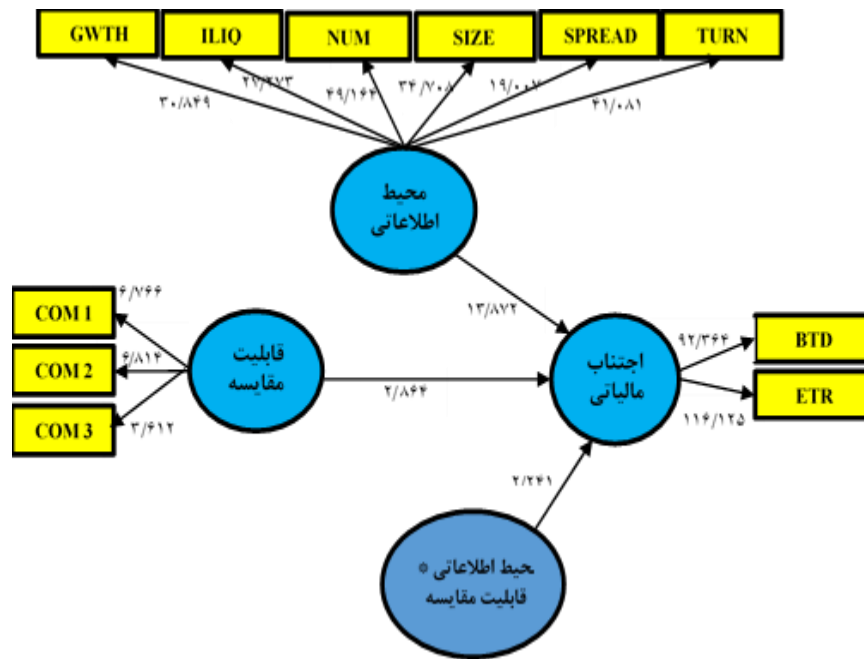 GWTH ILIQ NUM SIZE SPREAD TURN
۳۰/۸۴۹ ۲۷/۲۷۳ ۴۹/۱۶۴ ۳۴/۷۰۸ ۱۹/۰۰۷ ۴۱/۰۸۱
محیط
اطلاعاتی
۱۳/۸۷۲
COM 1
COM 2
COM 3
۶/۷۶۶
۶/۸۱۴
۳/۶۱۲
قابلیت
مقایسه
۲/۸۶۴
اجتناب
مالیاتی
۹۲/۳۶۴
۱۱۶/۱۲۵
BTD
ETR
۲/۲۴۱
حیط اطلاعاتی *
قابلیت مقایسه